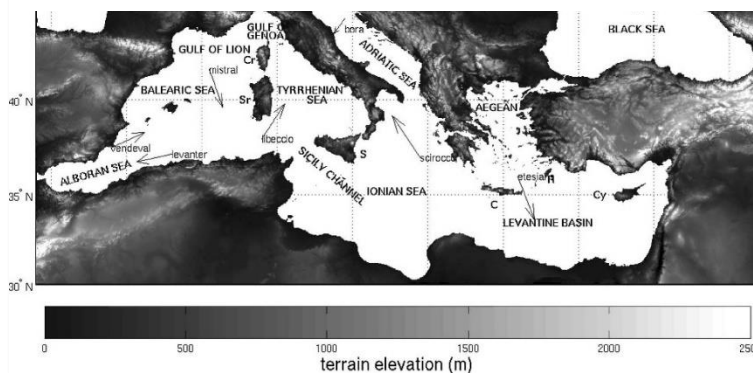 GULF OF
GENOA
bora
BLACK SEA
GULF OF LION
Cr
ADRIATIC SEA
mistral
BALEARIC SEA
TYRRHENIAN
SEA
40° N
Sr
AEGEAN
vendeval
libeccio
levanter
S
scirocco
ALBORAN SEA
SICILY CHANNEL
etesian
R
IONIAN SEA
Cy
35° N
C
LEVANTINE BASIN
30° N
0
500
1000
1500
2000
250
terrain elevation (m)